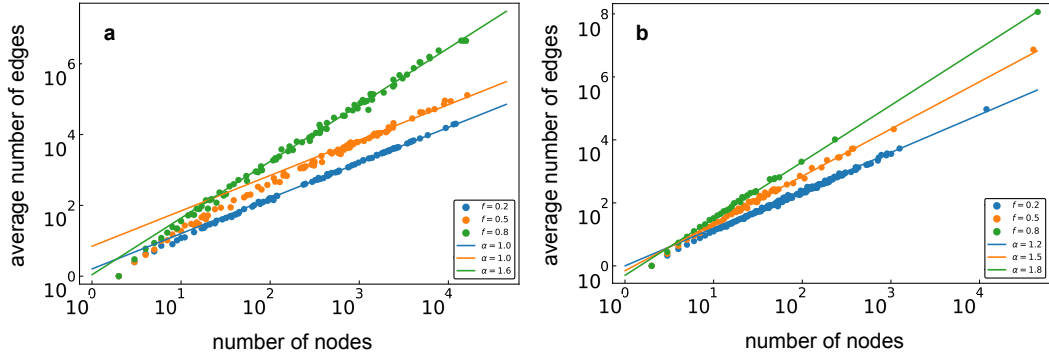 a
average number of edges
10^6
10^4
10^2
10^0
10^0
10^1
10^2
10^3
10^4
number of nodes
f = 0.2
f = 0.5
f = 0.8
α = 1.0
α = 1.0
α = 1.6
b
average number of edges
10^8
10^6
10^4
10^2
10^0
10^0
10^1
10^2
10^3
10^4
number of nodes
f = 0.2
f = 0.5
f = 0.8
α = 1.2
α = 1.5
α = 1.8